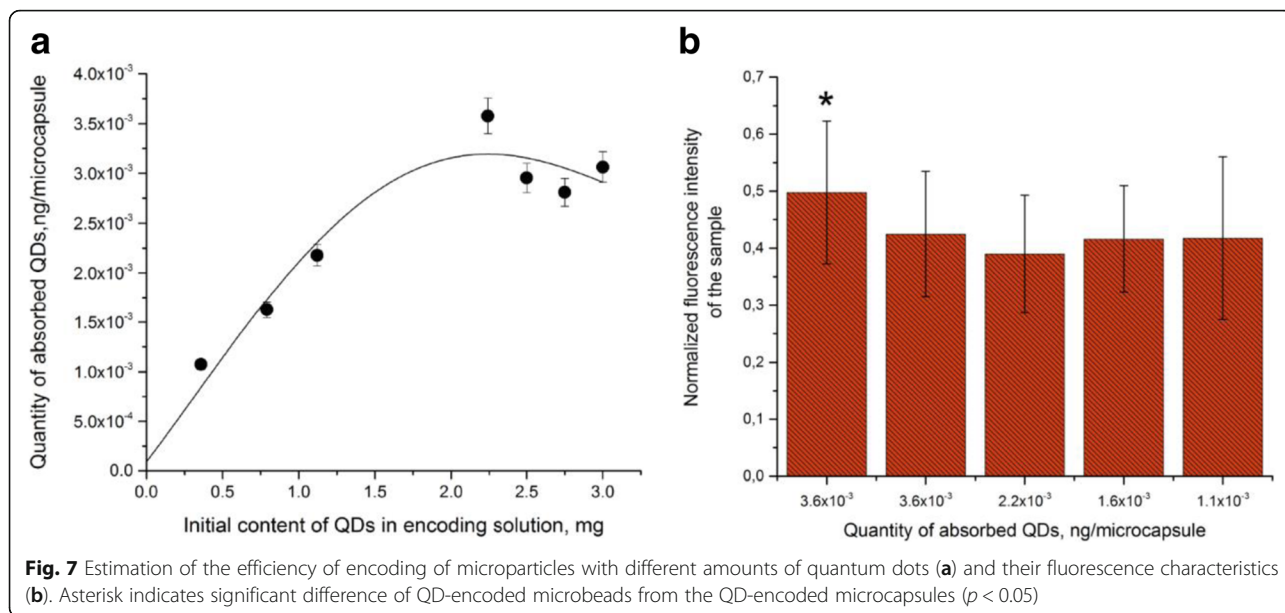 a
4.0x10⁻³
3.5x10⁻³
3.0x10⁻³
2.5x10⁻³
2.0x10⁻³
1.5x10⁻³
1.0x10⁻³
5.0x10⁻⁴
0.0
Quantity of absorbed QDs,ng/microcapsule
0.0 0.5 1.0 1.5 2.0 2.5 3.0
Initial content of QDs in encoding solution, mg
b
0,7
0,6
0,5
0,4
0,3
0,2
0,1
0,0
Normalized fluorescence intensity
of the sample
*
3.6x10⁻³ 3.6x10⁻³ 2.2x10⁻³ 1.6x10⁻³ 1.1x10⁻³
Quantity of absorbed QDs, ng/microcapsule
Fig. 7 Estimation of the efficiency of encoding of microparticles with different amounts of quantum dots (a) and their fluorescence characteristics
(b). Asterisk indicates significant difference of QD-encoded microbeads from the QD-encoded microcapsules (p < 0.05)